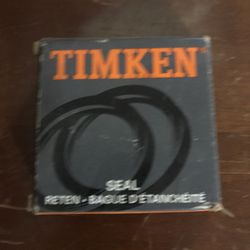 TIMKEN
SEAL
RETEN - BAGUE D'ÉTANCHÉITÉ